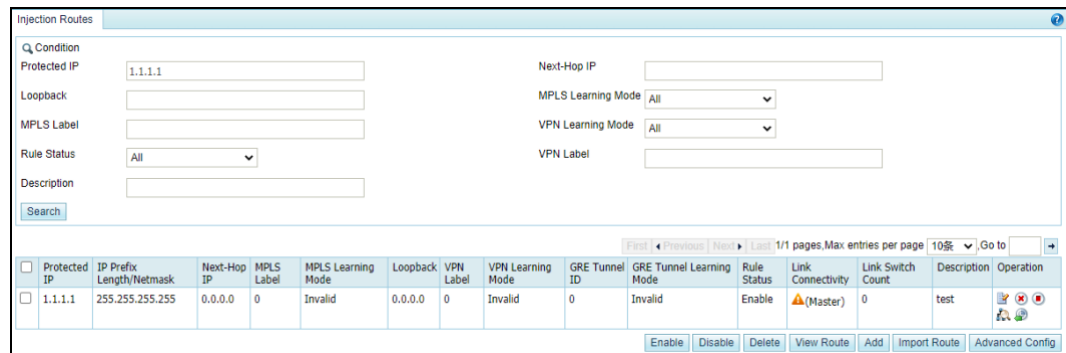 Injection Routes
Condition
Protected IP 1.1.1.1 Next-Hop IP
Loopback MPLS Learning Mode All
MPLS Label VPN Learning Mode All
Rule Status All VPN Label
Description
Search
First Previous Next Last 1/1 pages,Max entries per page 10条 ,Go to
Protected IP IP Prefix Length/Netmask Next-Hop IP MPLS Label MPLS Learning Mode Loopback VPN Label VPN Learning Mode GRE Tunnel ID GRE Tunnel Learning Mode Rule Status Link Connectivity Link Switch Count Description Operation
1.1.1.1 255.255.255.255 0.0.0.0 0 Invalid 0.0.0.0 0 Invalid 0 Invalid Enable (Master) 0 test
Enable Disable Delete View Route Add Import Route Advanced Config